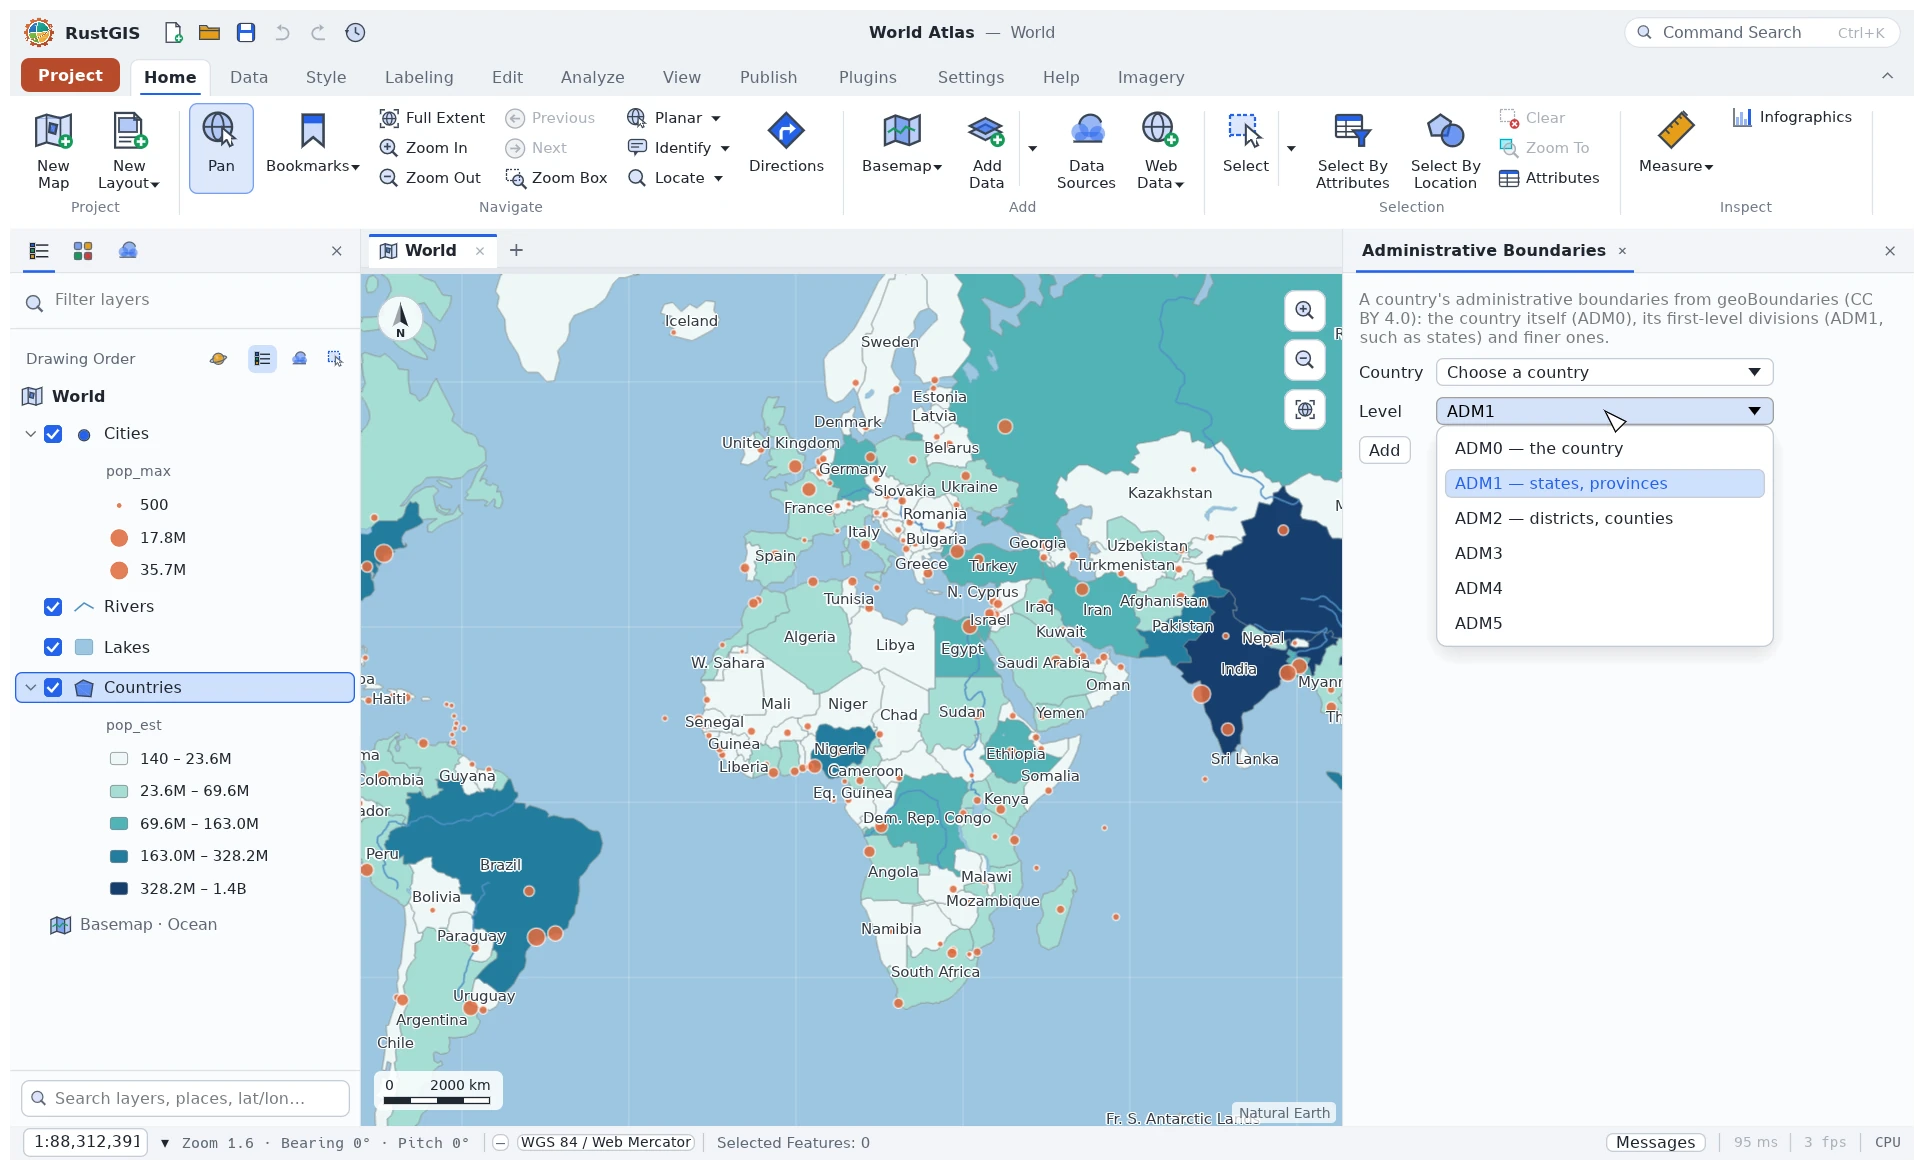 RustGIS
World Atlas — World
Command Search Ctrl+K
Project
Home
Data
Style
Labeling
Edit
Analyze
View
Publish
Plugins
Settings
Help
Imagery
New Map
New Layout
Project
Pan
Bookmarks
Full Extent
Zoom In
Zoom Out
Previous
Next
Zoom Box
Planar
Identify
Locate
Directions
Navigate
Basemap
Add Data
Data Sources
Web Data
Add
Select
Select By Attributes
Select By Location
Clear
Zoom To
Attributes
Selection
Measure
Infographics
Inspect
Filter layers
Drawing Order
World
Cities
pop_max
500
17.8M
35.7M
Rivers
Lakes
Countries
pop_est
140 – 23.6M
23.6M – 69.6M
69.6M – 163.0M
163.0M – 328.2M
328.2M – 1.4B
Basemap · Ocean
Search layers, places, lat/lon...
World
N
Iceland
Sweden
Estonia
Latvia
Denmark
United Kingdom
Belarus
Germany
Slovakia
Ukraine
Kazakhstan
France
Romania
Italy
Bulgaria
Georgia
Uzbekistan
Spain
Greece
Turkey
Turkmenistan
Tunisia
N. Cyprus
Iraq
Iran
Afghanistan
Israel
Algeria
Libya
Kuwait
Pakistan
Nepal
Egypt
W. Sahara
Saudi Arabia
India
Oman
Myanr
Haiti
Mali
Niger
Chad
Sudan
Yemen
Th
Senegal
Guinea
Nigeria
Ethiopia
Sri Lanka
Liberia
Cameroon
Somalia
Colombia
Guyana
Eq. Guinea
Kenya
ador
Dem. Rep. Congo
Peru
Brazil
Angola
Malawi
Bolivia
Mozambique
Paraguay
Namibia
South Africa
Uruguay
Argentina
Chile
0 2000 km
Fr. S. Antarctic Lands
Natural Earth
Administrative Boundaries
A country's administrative boundaries from geoBoundaries (CC
BY 4.0): the country itself (ADM0), its first-level divisions (ADM1,
such as states) and finer ones.
Country Choose a country
Level ADM1
Add
ADM0 — the country
ADM1 — states, provinces
ADM2 — districts, counties
ADM3
ADM4
ADM5
1:88,312,391
Zoom 1.6 · Bearing 0° · Pitch 0°
WGS 84 / Web Mercator
Selected Features: 0
Messages
95 ms
3 fps
CPU